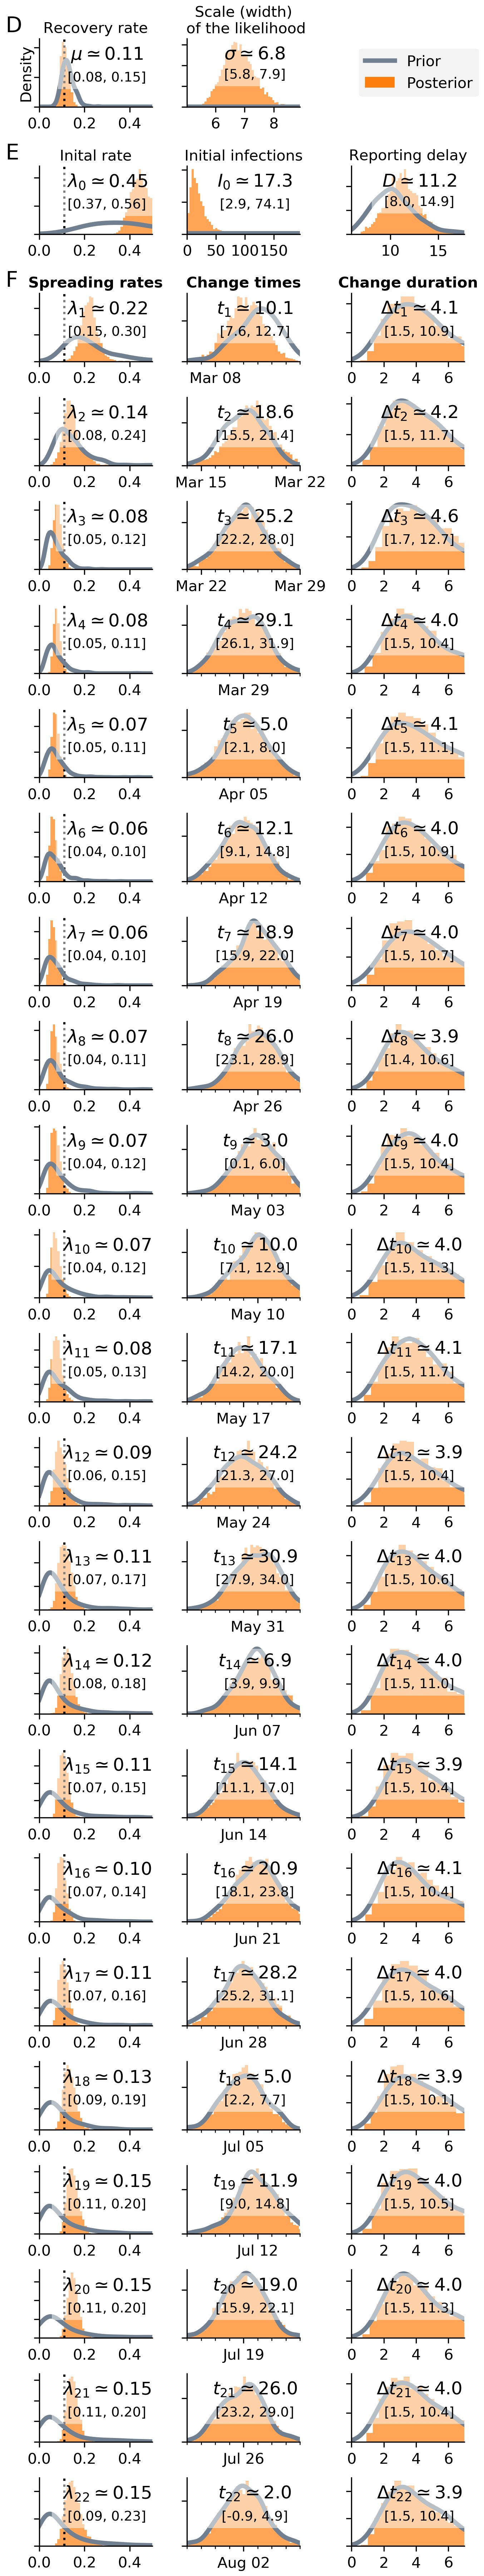 D
Recovery rate
Scale (width)
of the likelihood
Density
μ ≃ 0.11
[0.08, 0.15]
σ ≃ 6.8
[5.8, 7.9]
Prior
Posterior
0.0 0.2 0.4
6 7 8
E
Inital rate
Initial infections
Reporting delay
λ0 ≃ 0.45
[0.37, 0.56]
I0 ≃ 17.3
[2.9, 74.1]
D ≃ 11.2
[8.0, 14.9]
0.0 0.2 0.4
0 50 100 150
10 15
F
Spreading rates
Change times
Change duration
λ1 ≃ 0.22
[0.15, 0.30]
t1 ≃ 10.1
[7.6, 12.7]
Δt1 ≃ 4.1
[1.5, 10.9]
0.0 0.2 0.4
Mar 08
0 2 4 6
λ2 ≃ 0.14
[0.08, 0.24]
t2 ≃ 18.6
[15.5, 21.4]
Δt2 ≃ 4.2
[1.5, 11.7]
0.0 0.2 0.4
Mar 15 Mar 22
0 2 4 6
λ3 ≃ 0.08
[0.05, 0.12]
t3 ≃ 25.2
[22.2, 28.0]
Δt3 ≃ 4.6
[1.7, 12.7]
0.0 0.2 0.4
Mar 22 Mar 29
0 2 4 6
λ4 ≃ 0.08
[0.05, 0.11]
t4 ≃ 29.1
[26.1, 31.9]
Δt4 ≃ 4.0
[1.5, 10.4]
0.0 0.2 0.4
Mar 29
0 2 4 6
λ5 ≃ 0.07
[0.05, 0.11]
t5 ≃ 5.0
[2.1, 8.0]
Δt5 ≃ 4.1
[1.5, 11.1]
0.0 0.2 0.4
Apr 05
0 2 4 6
λ6 ≃ 0.06
[0.04, 0.10]
t6 ≃ 12.1
[9.1, 14.8]
Δt6 ≃ 4.0
[1.5, 10.9]
0.0 0.2 0.4
Apr 12
0 2 4 6
λ7 ≃ 0.06
[0.04, 0.10]
t7 ≃ 18.9
[15.9, 22.0]
Δt7 ≃ 4.0
[1.5, 10.7]
0.0 0.2 0.4
Apr 19
0 2 4 6
λ8 ≃ 0.07
[0.04, 0.11]
t8 ≃ 26.0
[23.1, 28.9]
Δt8 ≃ 3.9
[1.4, 10.6]
0.0 0.2 0.4
Apr 26
0 2 4 6
λ9 ≃ 0.07
[0.04, 0.12]
t9 ≃ 3.0
[0.1, 6.0]
Δt9 ≃ 4.0
[1.5, 10.4]
0.0 0.2 0.4
May 03
0 2 4 6
λ10 ≃ 0.07
[0.04, 0.12]
t10 ≃ 10.0
[7.1, 12.9]
Δt10 ≃ 4.0
[1.5, 11.3]
0.0 0.2 0.4
May 10
0 2 4 6
λ11 ≃ 0.08
[0.05, 0.13]
t11 ≃ 17.1
[14.2, 20.0]
Δt11 ≃ 4.1
[1.5, 11.7]
0.0 0.2 0.4
May 17
0 2 4 6
λ12 ≃ 0.09
[0.06, 0.15]
t12 ≃ 24.2
[21.3, 27.0]
Δt12 ≃ 3.9
[1.5, 10.4]
0.0 0.2 0.4
May 24
0 2 4 6
λ13 ≃ 0.11
[0.07, 0.17]
t13 ≃ 30.9
[27.9, 34.0]
Δt13 ≃ 4.0
[1.5, 10.6]
0.0 0.2 0.4
May 31
0 2 4 6
λ14 ≃ 0.12
[0.08, 0.18]
t14 ≃ 6.9
[3.9, 9.9]
Δt14 ≃ 4.0
[1.5, 11.0]
0.0 0.2 0.4
Jun 07
0 2 4 6
λ15 ≃ 0.11
[0.07, 0.15]
t15 ≃ 14.1
[11.1, 17.0]
Δt15 ≃ 3.9
[1.5, 10.4]
0.0 0.2 0.4
Jun 14
0 2 4 6
λ16 ≃ 0.10
[0.07, 0.14]
t16 ≃ 20.9
[18.1, 23.8]
Δt16 ≃ 4.1
[1.5, 10.4]
0.0 0.2 0.4
Jun 21
0 2 4 6
λ17 ≃ 0.11
[0.07, 0.16]
t17 ≃ 28.2
[25.2, 31.1]
Δt17 ≃ 4.0
[1.5, 10.6]
0.0 0.2 0.4
Jun 28
0 2 4 6
λ18 ≃ 0.13
[0.09, 0.19]
t18 ≃ 5.0
[2.2, 7.7]
Δt18 ≃ 3.9
[1.5, 10.1]
0.0 0.2 0.4
Jul 05
0 2 4 6
λ19 ≃ 0.15
[0.11, 0.20]
t19 ≃ 11.9
[9.0, 14.8]
Δt19 ≃ 4.0
[1.5, 10.5]
0.0 0.2 0.4
Jul 12
0 2 4 6
λ20 ≃ 0.15
[0.11, 0.20]
t20 ≃ 19.0
[15.9, 22.1]
Δt20 ≃ 4.0
[1.5, 11.3]
0.0 0.2 0.4
Jul 19
0 2 4 6
λ21 ≃ 0.15
[0.11, 0.20]
t21 ≃ 26.0
[23.2, 29.0]
Δt21 ≃ 4.0
[1.5, 10.4]
0.0 0.2 0.4
Jul 26
0 2 4 6
λ22 ≃ 0.15
[0.09, 0.23]
t22 ≃ 2.0
[-0.9, 4.9]
Δt22 ≃ 3.9
[1.5, 10.4]
0.0 0.2 0.4
Aug 02
0 2 4 6